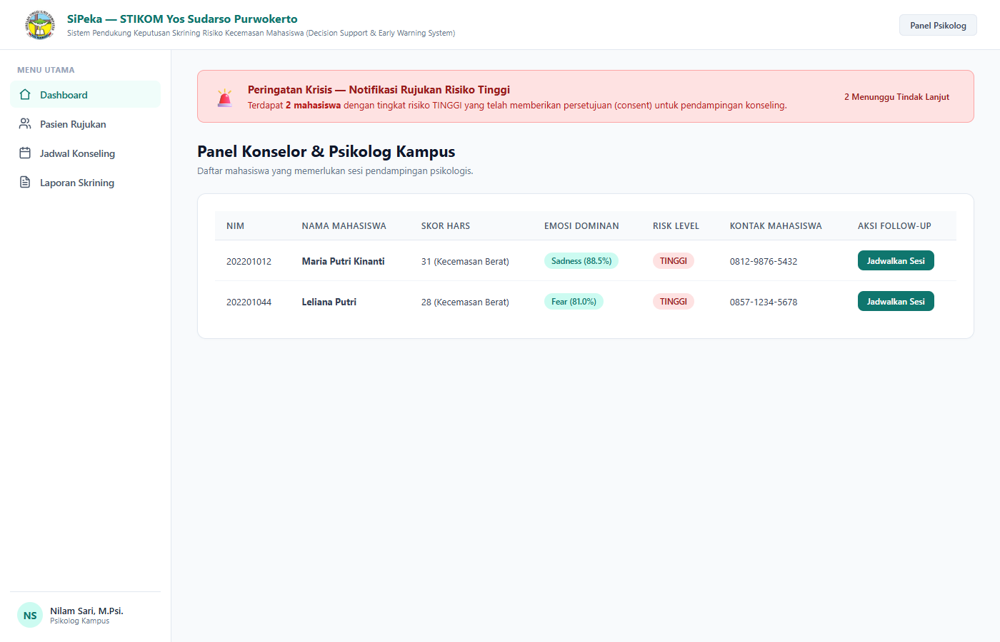 SiPeka — STIKOM Yos Sudarso Purwokerto
Sistem Pendukung Keputusan Skrining Risiko Kecemasan Mahasiswa (Decision Support & Early Warning System)
Panel Psikolog
MENU UTAMA
Dashboard
Pasien Rujukan
Jadwal Konseling
Laporan Skrining
Peringatan Krisis — Notifikasi Rujukan Risiko Tinggi
Terdapat 2 mahasiswa dengan tingkat risiko TINGGI yang telah memberikan persetujuan (consent) untuk pendampingan konseling.
2 Menunggu Tindak Lanjut
Panel Konselor & Psikolog Kampus
Daftar mahasiswa yang memerlukan sesi pendampingan psikologis.
NIM NAMA MAHASISWA SKOR HARS EMOSI DOMINAN RISK LEVEL KONTAK MAHASISWA AKSI FOLLOW-UP
202201012 Maria Putri Kinanti 31 (Kecemasan Berat) Sadness (88.5%) TINGGI 0812-9876-5432 Jadwalkan Sesi
202201044 Leliana Putri 28 (Kecemasan Berat) Fear (81.0%) TINGGI 0857-1234-5678 Jadwalkan Sesi
NS
Nilam Sari, M.Psi.
Psikolog Kampus